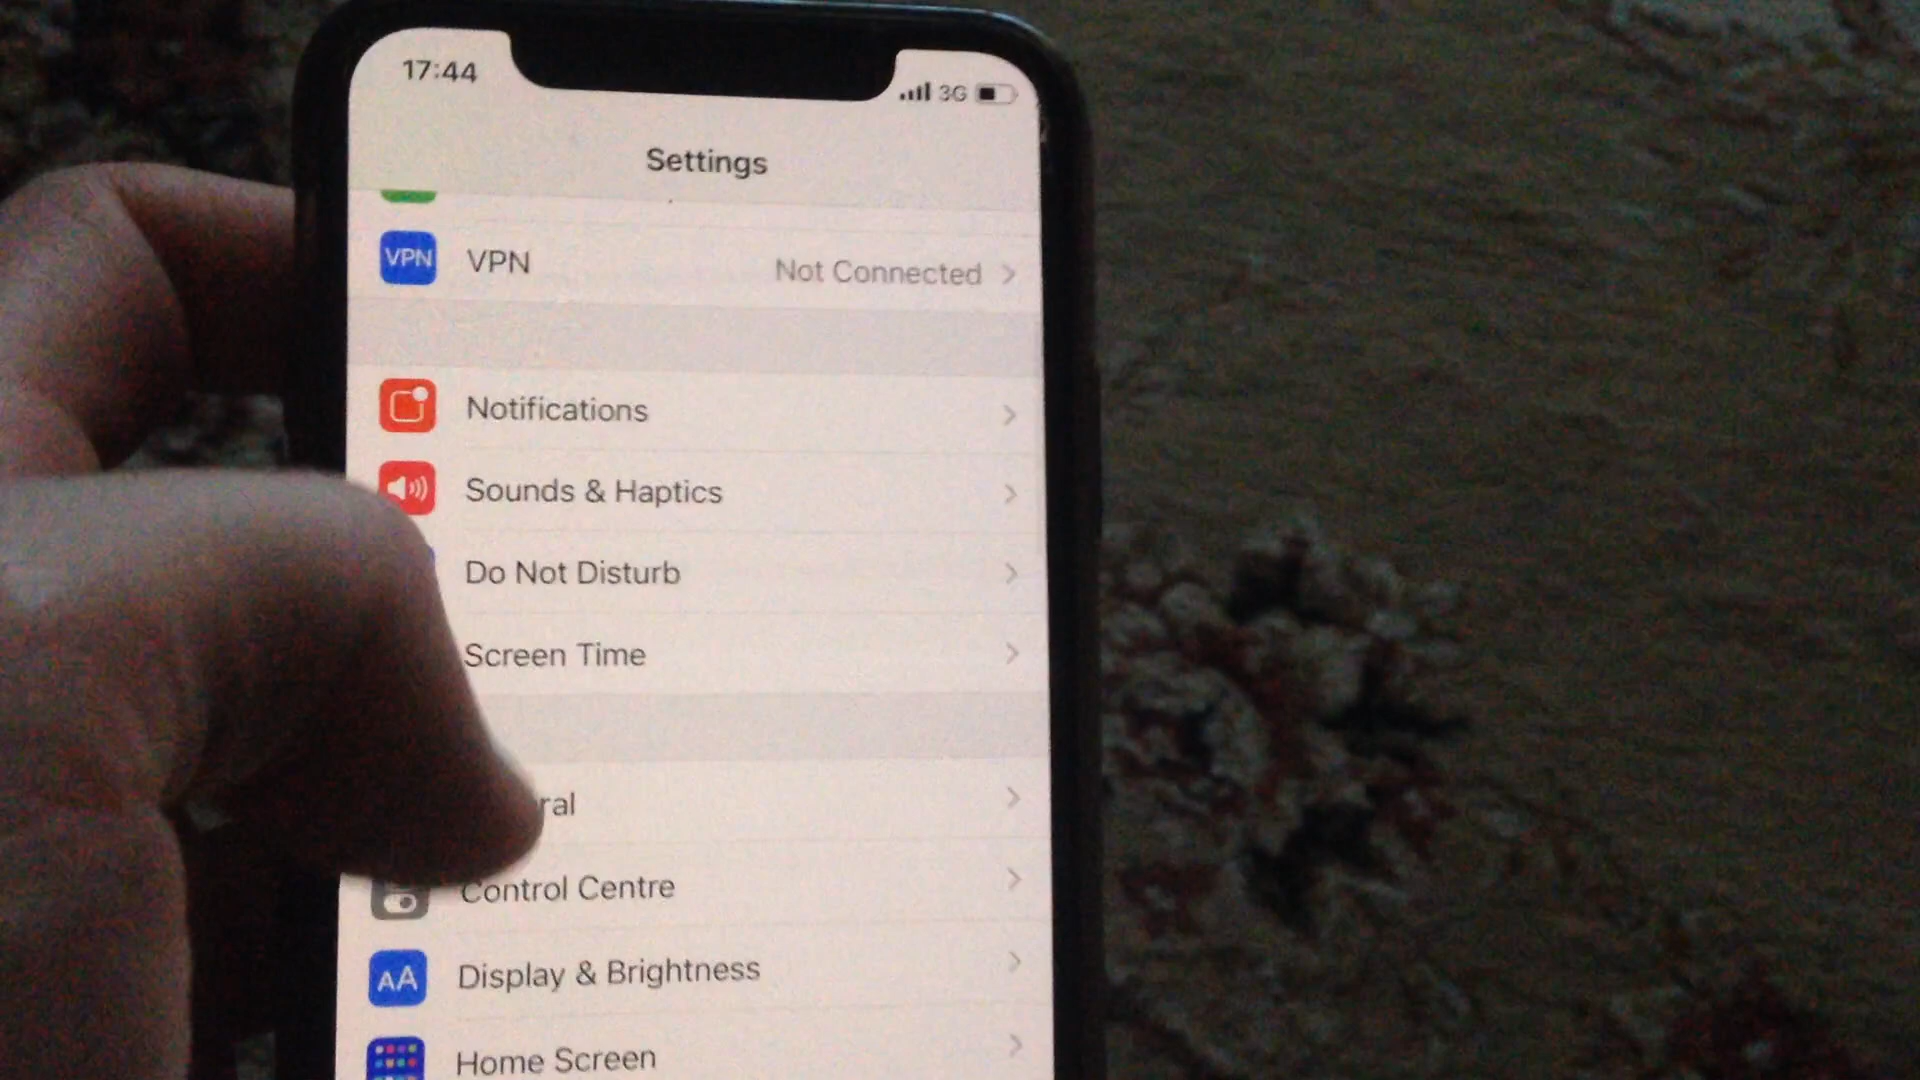 17:44
3G
Settings
VPN VPN Not Connected
Notifications
Sounds & Haptics
Do Not Disturb
Screen Time
ral
Control Centre
AA Display & Brightness
Home Screen